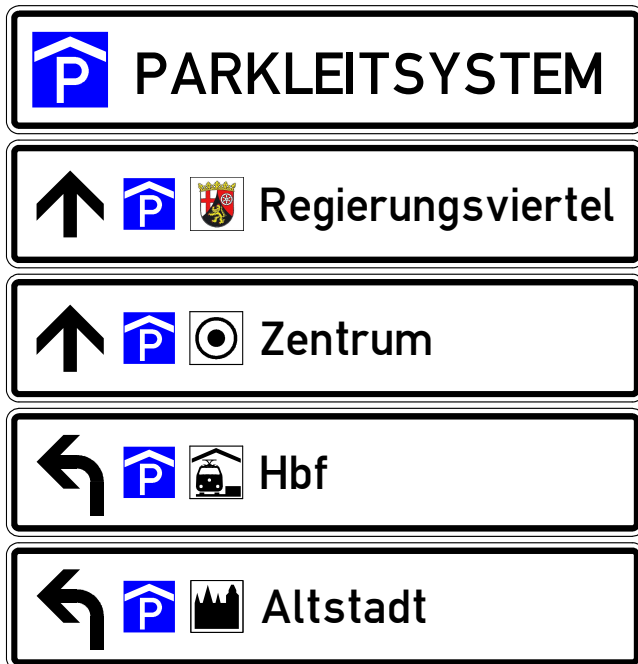 P PARKLEITSYSTEM
P Regierungsviertel
P Zentrum
P Hbf
P Altstadt